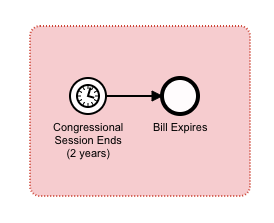 Congressional
Session Ends
(2 years)
Bill Expires